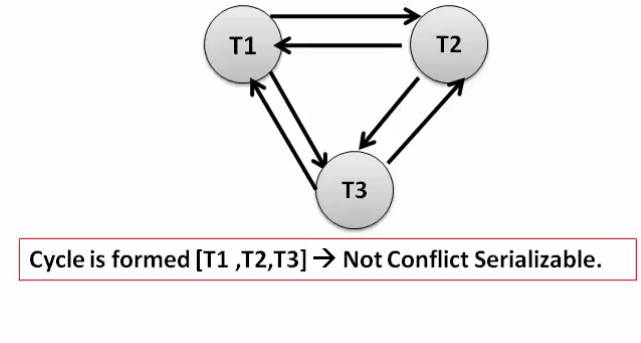 T1
T2
T3
Cycle is formed [T1 ,T2,T3] → Not Conflict Serializable.